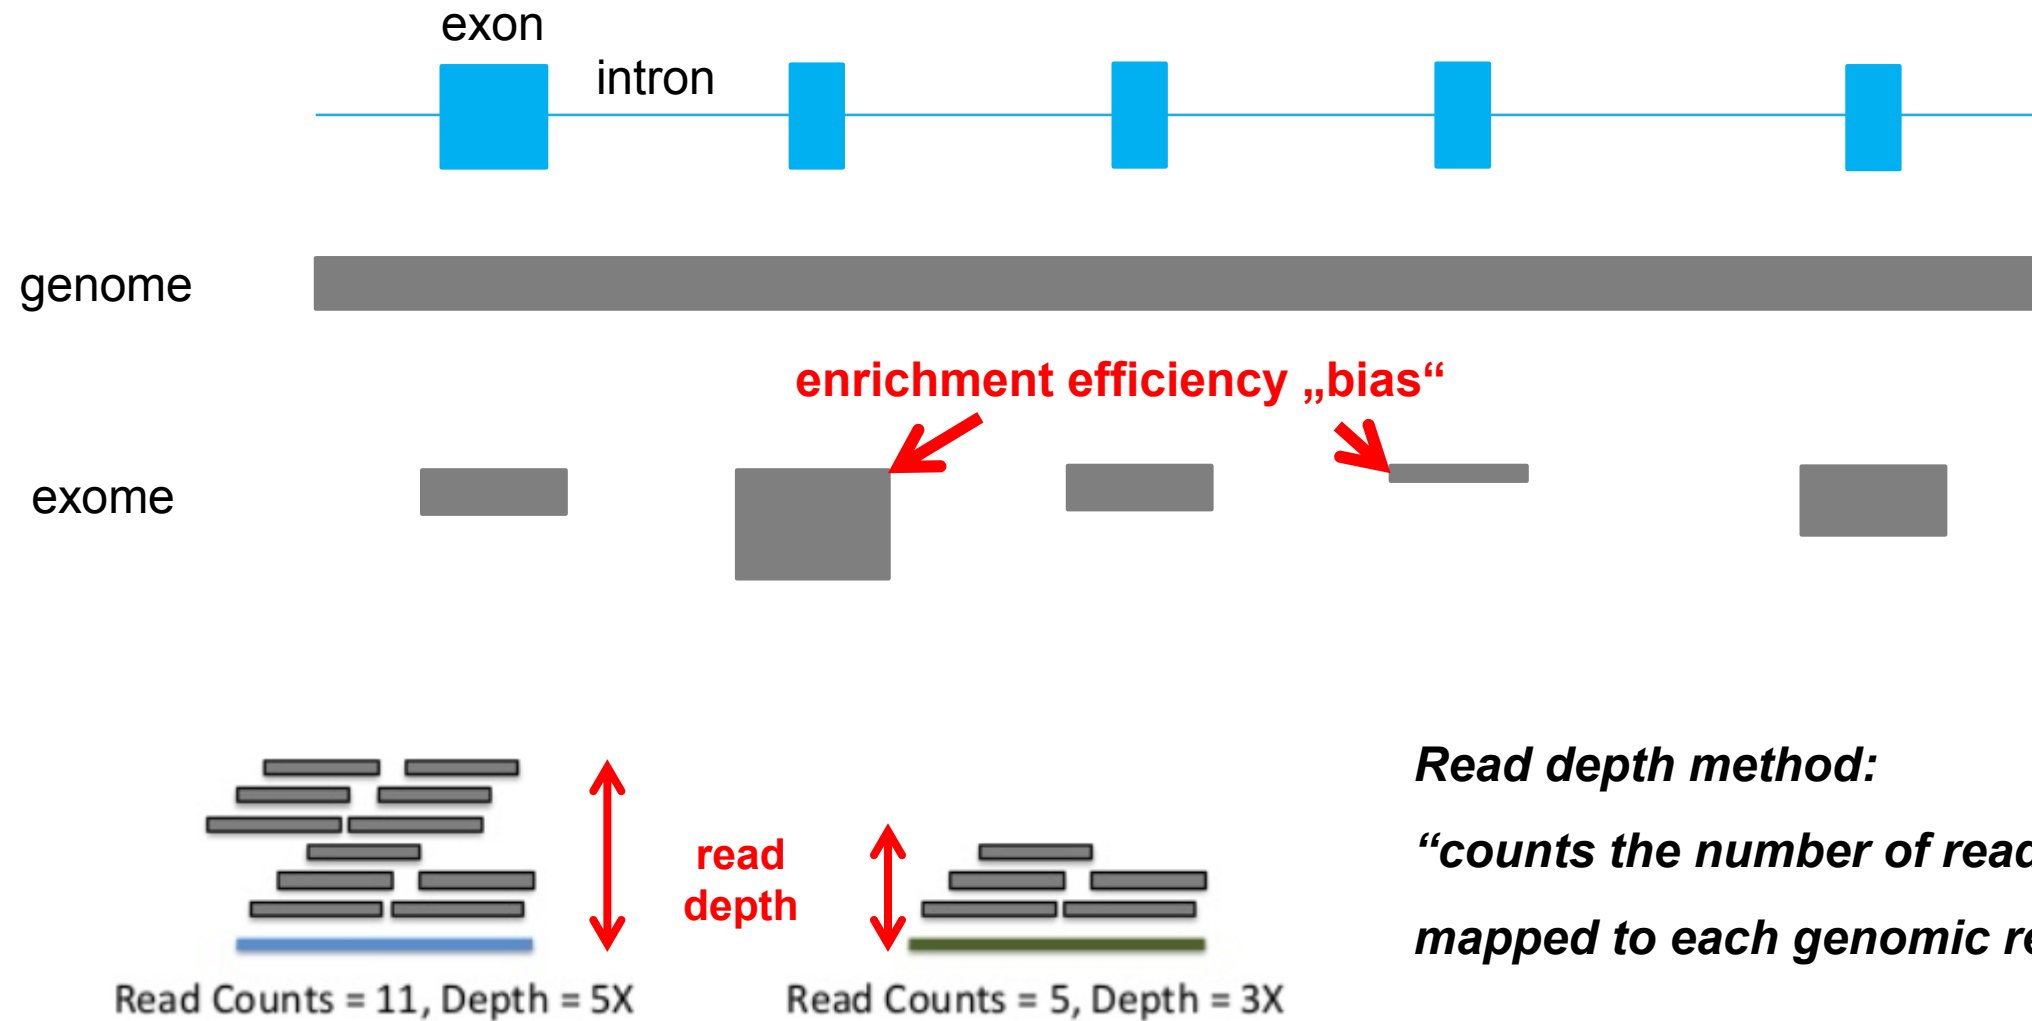 exon
intron
genome
enrichment efficiency „bias“
exome
read
depth
Read Counts = 11, Depth = 5X
Read Counts = 5, Depth = 3X
Read depth method:
“counts the number of
mapped to each genomic